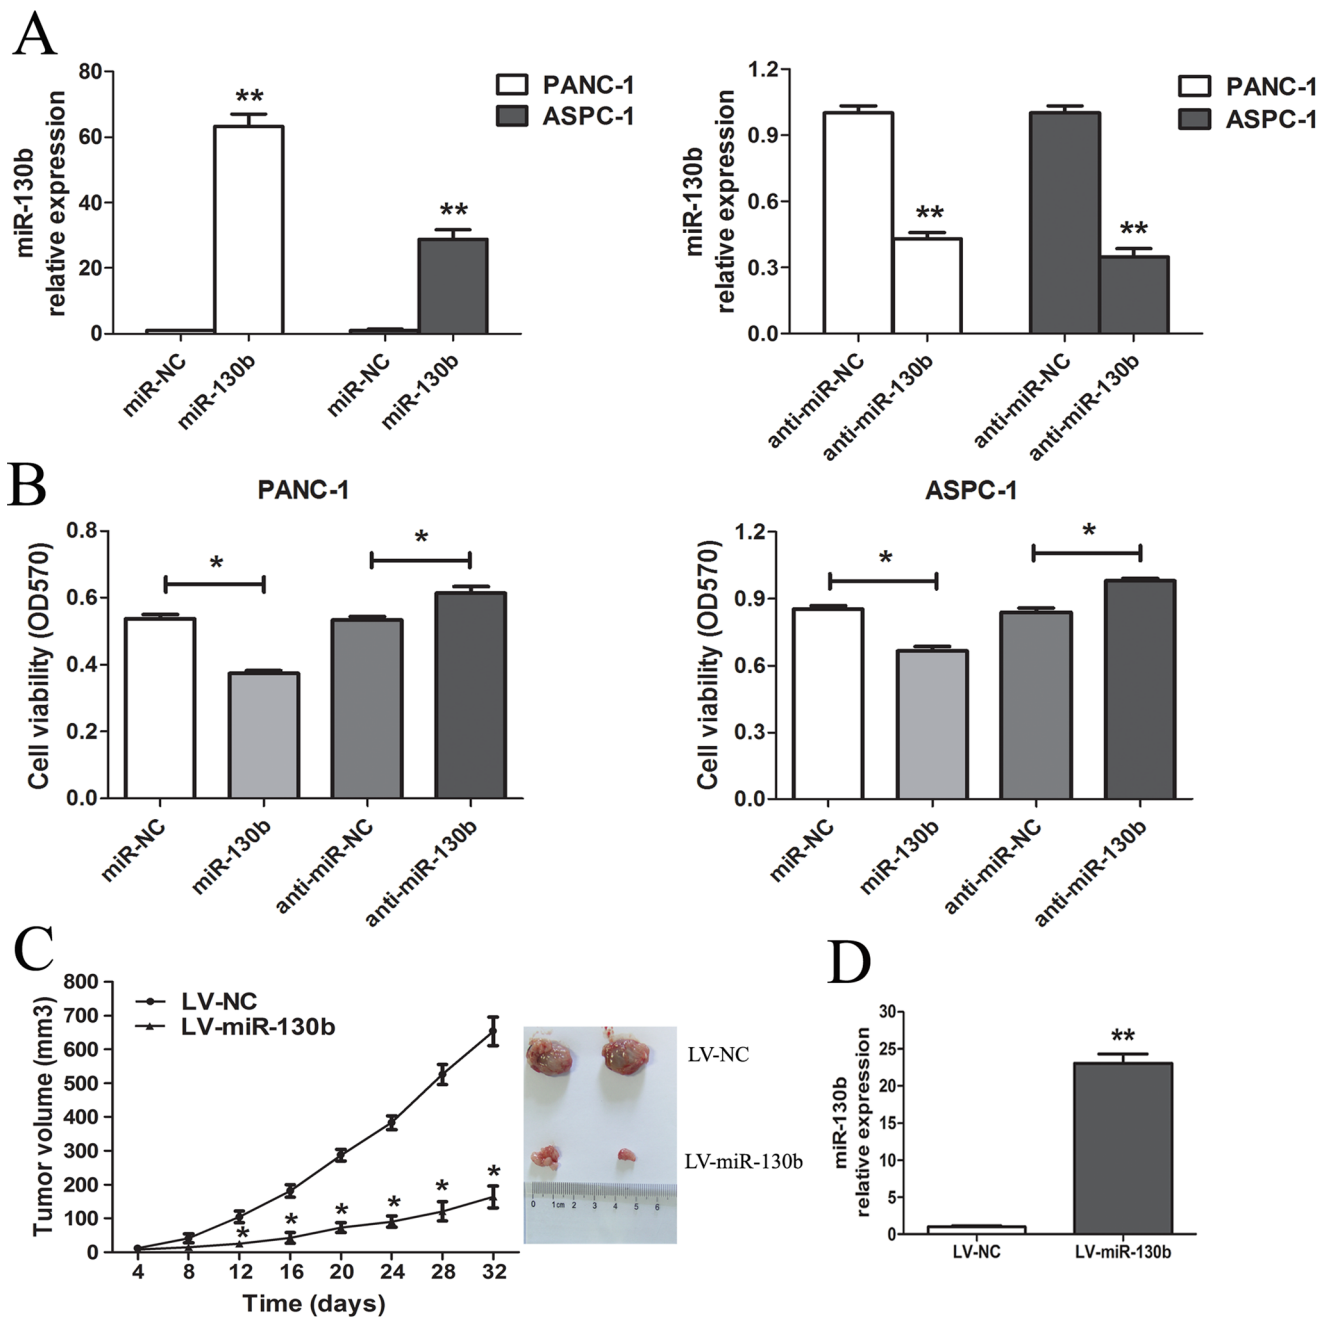 A
80
60
40
20
0
miR-130b
relative expression
**
**
PANC-1
ASPC-1
miR-NC
miR-130b
miR-NC
miR-130b
1.2
0.9
0.6
0.3
0.0
miR-130b
relative expression
**
**
PANC-1
ASPC-1
anti-miR-NC
anti-miR-130b
anti-miR-NC
anti-miR-130b
B
PANC-1
0.8
0.6
0.4
0.2
0.0
Cell viability (OD570)
*
*
miR-NC
miR-130b
anti-miR-NC
anti-miR-130b
ASPC-1
1.2
0.9
0.6
0.3
0.0
Cell viability (OD570)
*
*
miR-NC
miR-130b
anti-miR-NC
anti-miR-130b
C
800
700
600
500
400
300
200
100
0
Tumor volume (mm3)
LV-NC
LV-miR-130b
* * * * * *
4 8 12 16 20 24 28 32
Time (days)
LV-NC
LV-miR-130b
0 1cm 2 3 4 5 6
D
30
25
20
15
10
5
0
miR-130b
relative expression
**
LV-NC LV-miR-130b